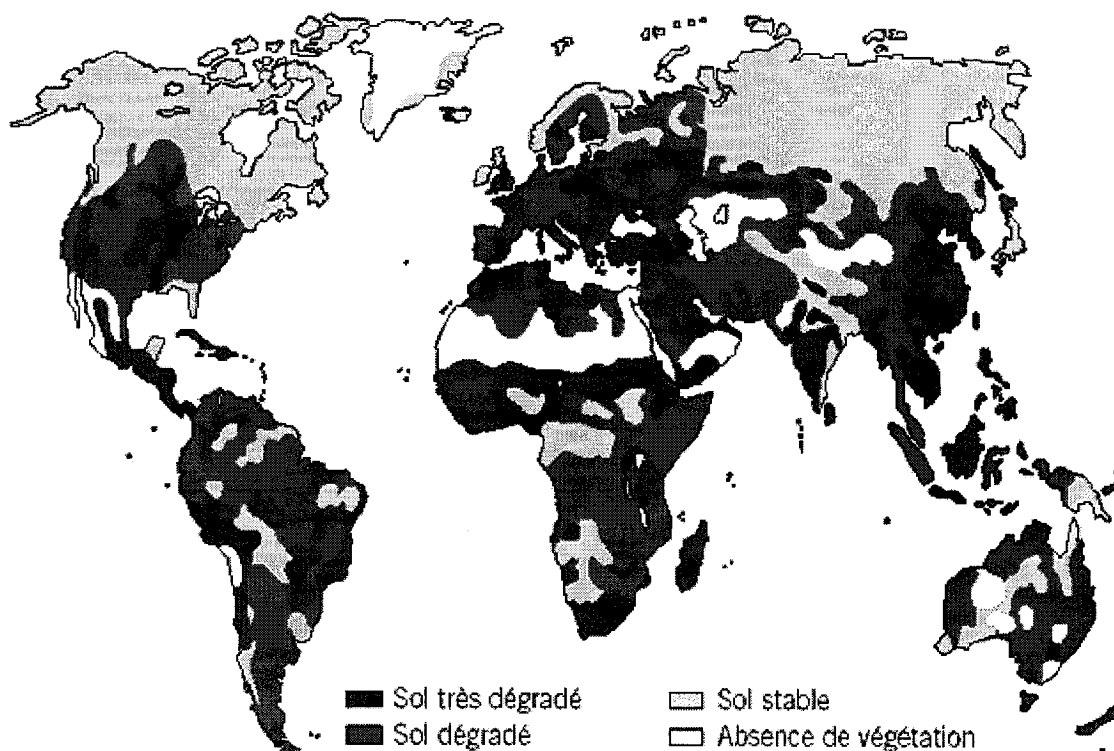 Sol très dégradé
Sol dégradé
Sol stable
Absence de végétation